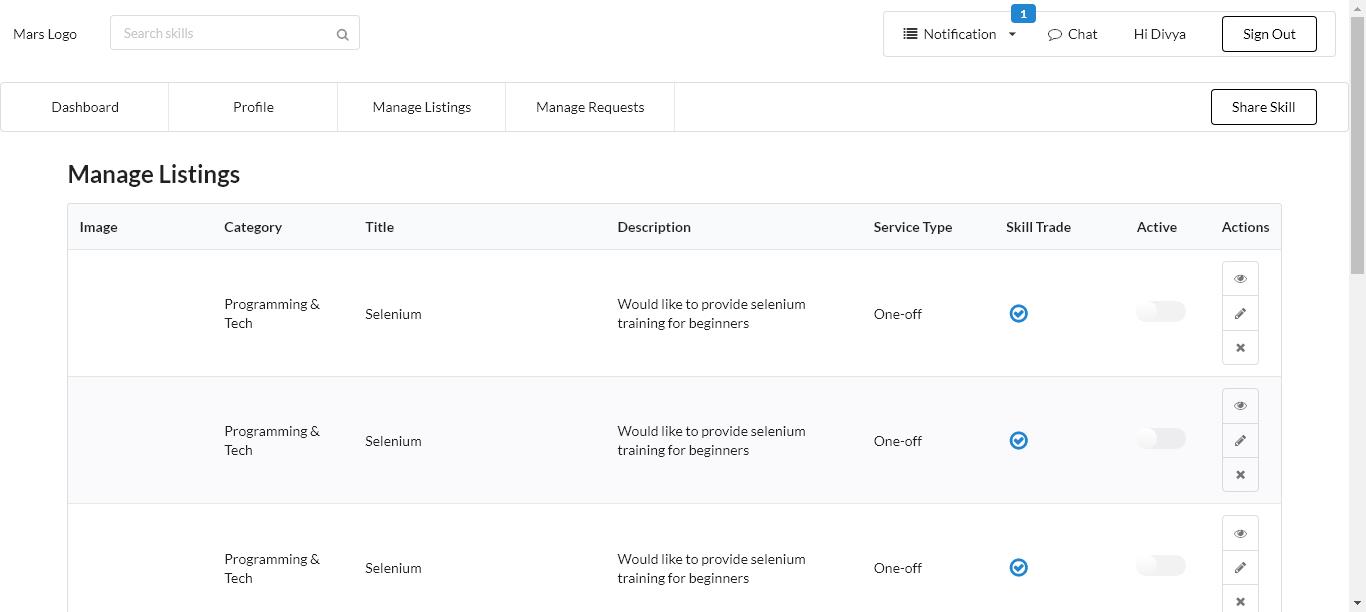 1
Mars Logo
Search skills
Notification
Chat
Hi Divya
Sign Out
Dashboard
Profile
Manage Listings
Manage Requests
Share Skill
Manage Listings
Image
Category
Title
Description
Service Type
Skill Trade
Active
Actions
Programming &
Tech
Selenium
Would like to provide selenium
training for beginners
One-off
Programming &
Tech
Selenium
Would like to provide selenium
training for beginners
One-off
Programming &
Tech
Selenium
Would like to provide selenium
training for beginners
One-off